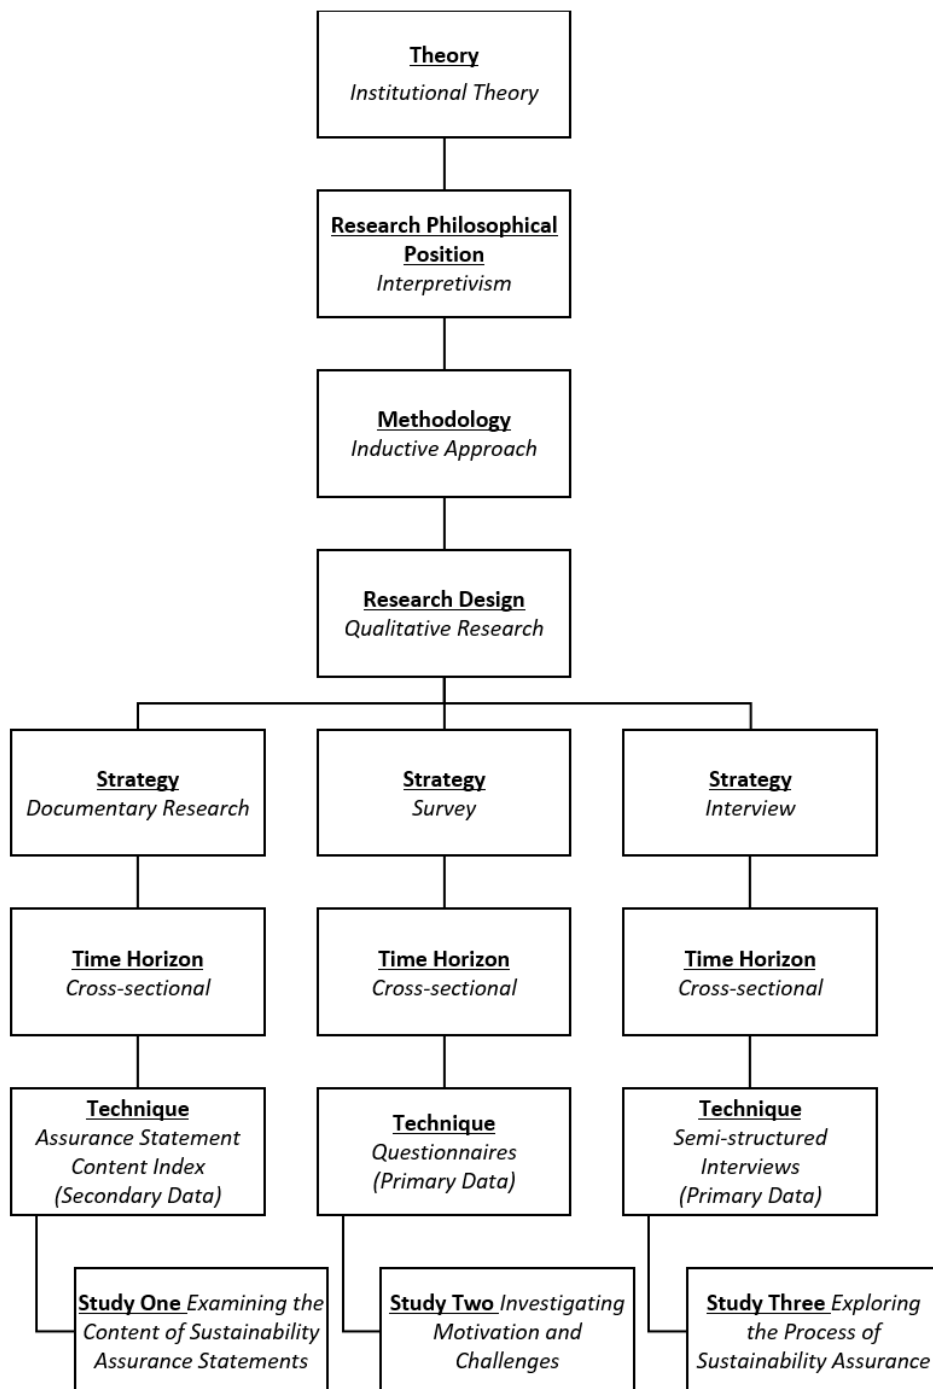 Theory
Institutional Theory
Research Philosophical
Position
Interpretivism
Methodology
Inductive Approach
Research Design
Qualitative Research
Strategy
Documentary Research
Strategy
Survey
Strategy
Interview
Time Horizon
Cross-sectional
Time Horizon
Cross-sectional
Time Horizon
Cross-sectional
Technique
Assurance Statement
Content Index
(Secondary Data)
Technique
Questionnaires
(Primary Data)
Technique
Semi-structured
Interviews
(Primary Data)
Study One Examining the
Content of Sustainability
Assurance Statements
Study Two Investigating
Motivation and
Challenges
Study Three Exploring
the Process of
Sustainability Assurance